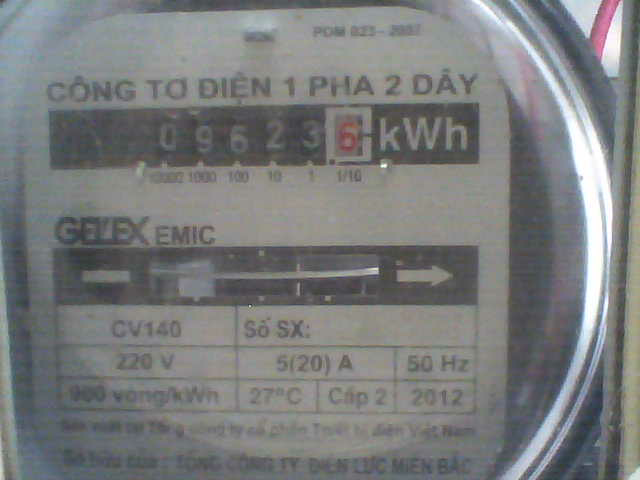 PDM 023 - 2007
CÔNG TƠ ĐIỆN 1 PHA 2 DÂY
0 9 6 2 3 6 kWh
10000 1000 100 10 1 1/10
GELEX EMIC
CV140 Số SX:
220 V 5(20) A 50 Hz
900 vòng/kWh 27°C Cấp 2 2012
Sản xuất tại Tổng công ty cổ phần Thiết bị điện Việt Nam
Sở hữu của : TỔNG CÔNG TY ĐIỆN LỰC MIỀN BẮC